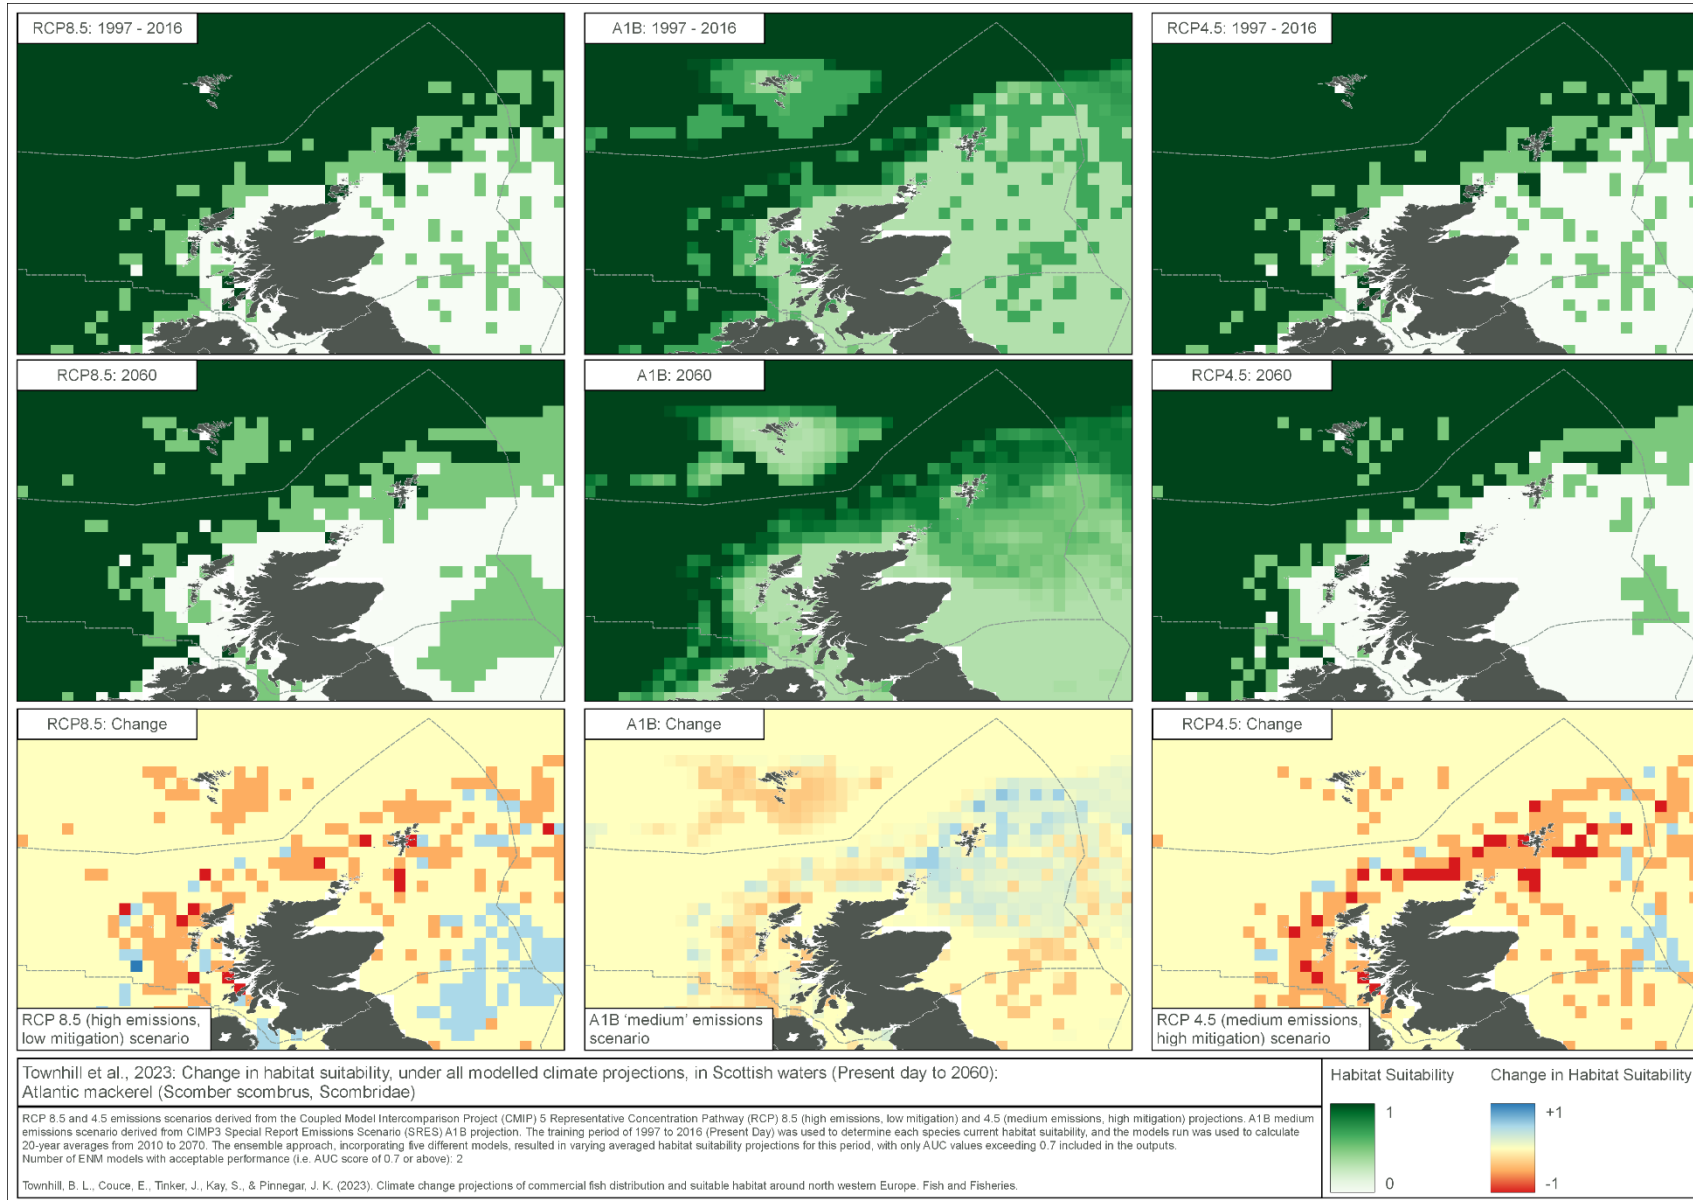 RCP8.5: 1997 - 2016
A1B: 1997 - 2016
RCP4.5: 1997 - 2016
RCP8.5: 2060
A1B: 2060
RCP4.5: 2060
RCP8.5: Change
A1B: Change
RCP4.5: Change
RCP 8.5 (high emissions,
low mitigation) scenario
A1B 'medium' emissions
scenario
RCP 4.5 (medium emissions,
high mitigation) scenario
Townhill et al., 2023: Change in habitat suitability, under all modelled climate projections, in Scottish waters (Present day to 2060):
Atlantic mackerel (Scomber scombrus, Scombridae)
RCP 8.5 and 4.5 emissions scenarios derived from the Coupled Model Intercomparison Project (CMIP) 5 Representative Concentration Pathway (RCP) 8.5 (high emissions, low mitigation) and 4.5 (medium emissions, high mitigation) projections. A1B medium
emissions scenario derived from CIMP3 Special Report Emissions Scenario (SRES) A1B projection. The training period of 1997 to 2016 (Present Day) was used to determine each species current habitat suitability, and the models run was used to calculate
20-year averages from 2010 to 2070. The ensemble approach, incorporating five different models, resulted in varying averaged habitat suitability projections for this period, with only AUC values exceeding 0.7 included in the outputs.
Number of ENM models with acceptable performance (i.e. AUC score of 0.7 or above): 2
Townhill, B. L., Couce, E., Tinker, J., Kay, S., & Pinnegar, J. K. (2023). Climate change projections of commercial fish distribution and suitable habitat around north western Europe. Fish and Fisheries.
Habitat Suitability
1
0
Change in Habitat Suitability
+1
-1